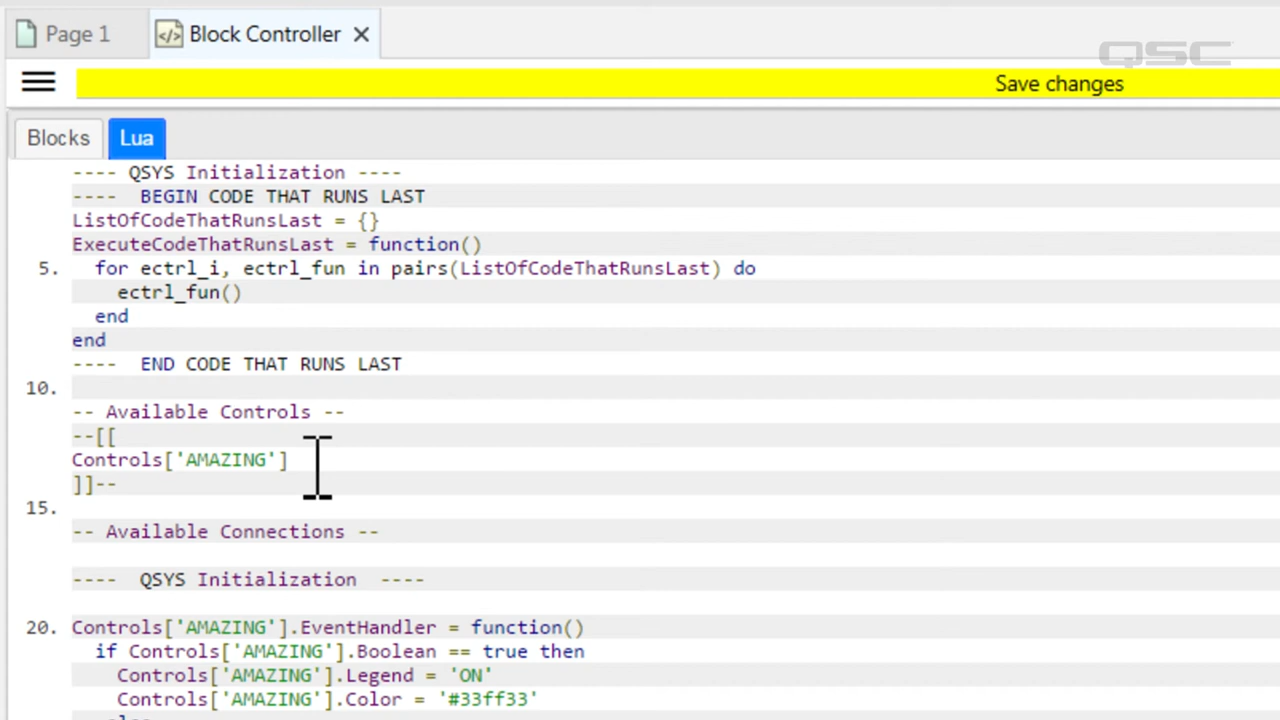 Page 1
Block Controller
QSC
Save changes
Blocks
Lua
---- QSYS Initialization ----
---- BEGIN CODE THAT RUNS LAST
ListOfCodeThatRunsLast = {}
ExecuteCodeThatRunsLast = function()
5. for ectrl_i, ectrl_fun in pairs(ListOfCodeThatRunsLast) do
ectrl_fun()
end
end
---- END CODE THAT RUNS LAST
10.
-- Available Controls --
--[[
Controls['AMAZING']
]]--
15.
-- Available Connections --
---- QSYS Initialization ----
20. Controls['AMAZING'].EventHandler = function()
if Controls['AMAZING'].Boolean == true then
Controls['AMAZING'].Legend = 'ON'
Controls['AMAZING'].Color = '#33ff33'